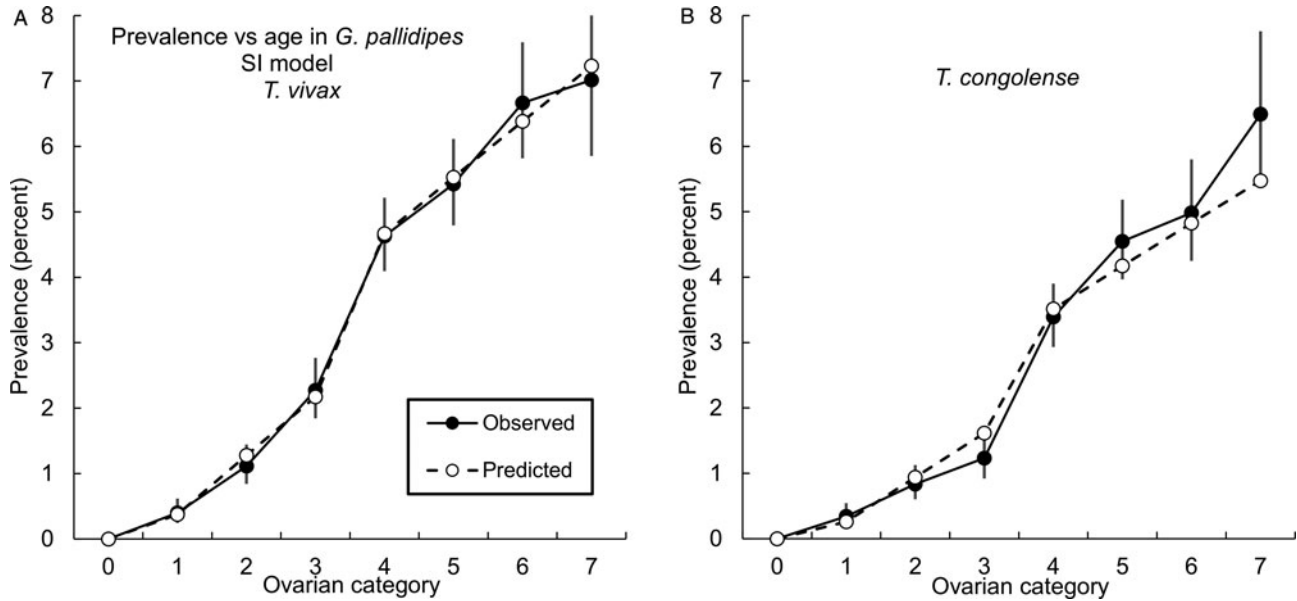 A
Prevalence vs age in G. pallidipes
SI model
T. vivax
Prevalence (percent)
8
7
6
5
4
3
2
1
0
Observed
Predicted
0 1 2 3 4 5 6 7
Ovarian category
B
T. congolense
Prevalence (percent)
8
7
6
5
4
3
2
1
0
0 1 2 3 4 5 6 7
Ovarian category